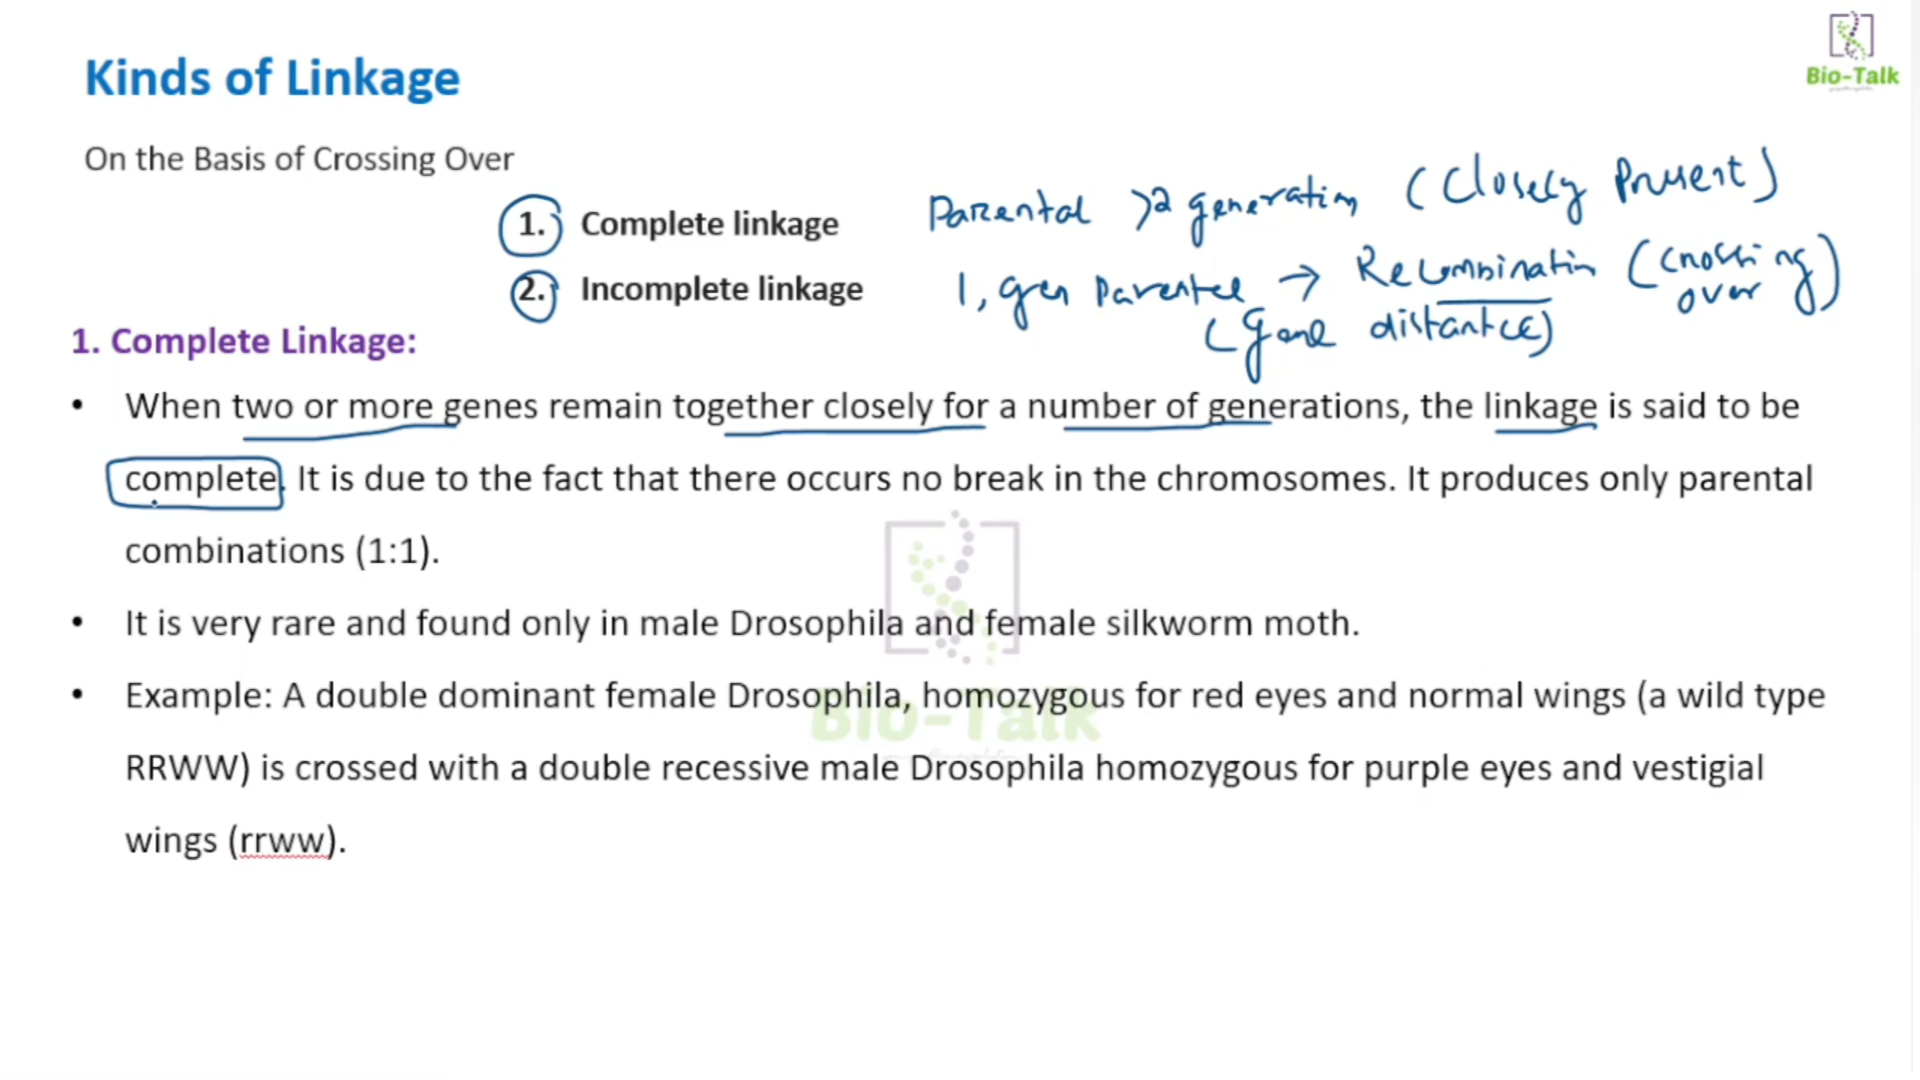 Kinds of Linkage
Bio-Talk
On the Basis of Crossing Over
1. Complete linkage
Parental >2 generation (Closely Present)
2. Incomplete linkage
1, gen Parental → Recombination (crossing over)
(gene distance)
1. Complete Linkage:
• When two or more genes remain together closely for a number of generations, the linkage is said to be
complete. It is due to the fact that there occurs no break in the chromosomes. It produces only parental
combinations (1:1).
• It is very rare and found only in male Drosophila and female silkworm moth.
• Example: A double dominant female Drosophila, homozygous for red eyes and normal wings (a wild type
Bio-Talk
RRWW) is crossed with a double recessive male Drosophila homozygous for purple eyes and vestigial
wings (rrww).